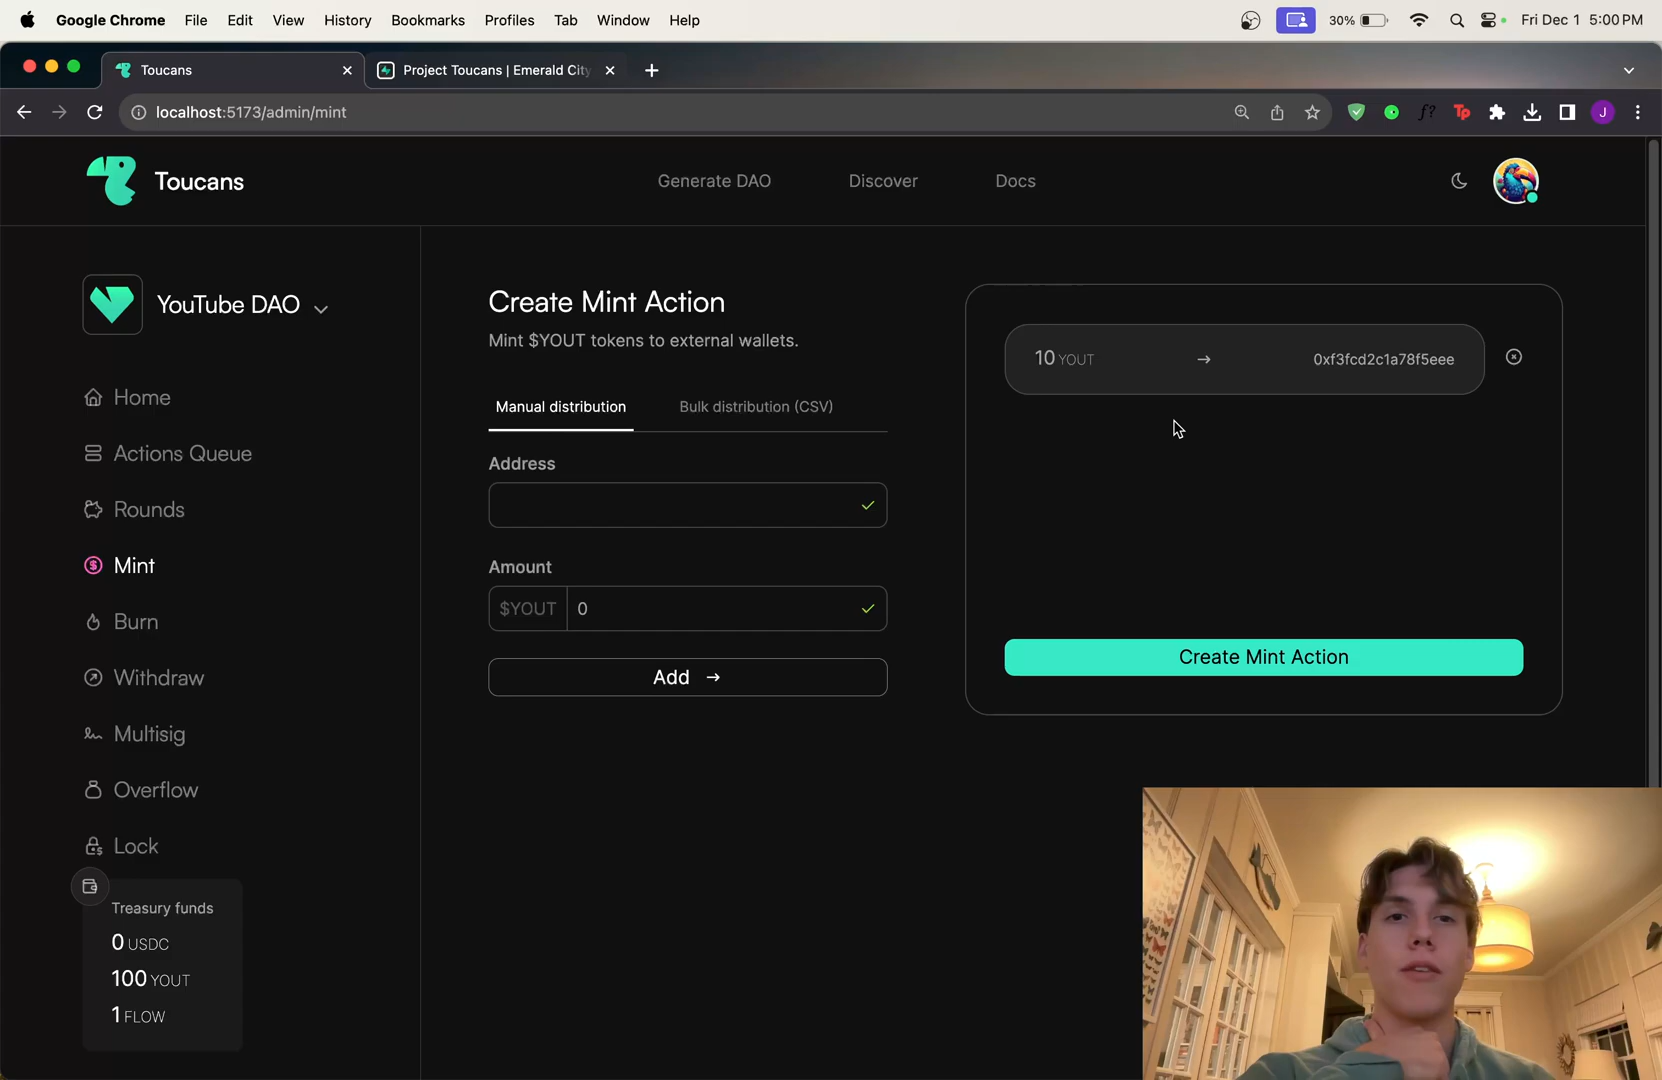 Google Chrome File Edit View History Bookmarks Profiles Tab Window Help 30% Fri Dec 1 5:00 PM
Toucans Project Toucans | Emerald City
localhost:5173/admin/mint f? Tp J
Toucans Generate DAO Discover Docs
YouTube DAO
Home
Actions Queue
Rounds
Mint
Burn
Withdraw
Multisig
Overflow
Lock
Treasury funds
0 USDC
100 YOUT
1 FLOW
Create Mint Action
Mint $YOUT tokens to external wallets.
Manual distribution Bulk distribution (CSV)
Address
Amount
$YOUT 0
Add →
10 YOUT → 0xf3fcd2c1a78f5eee
Create Mint Action